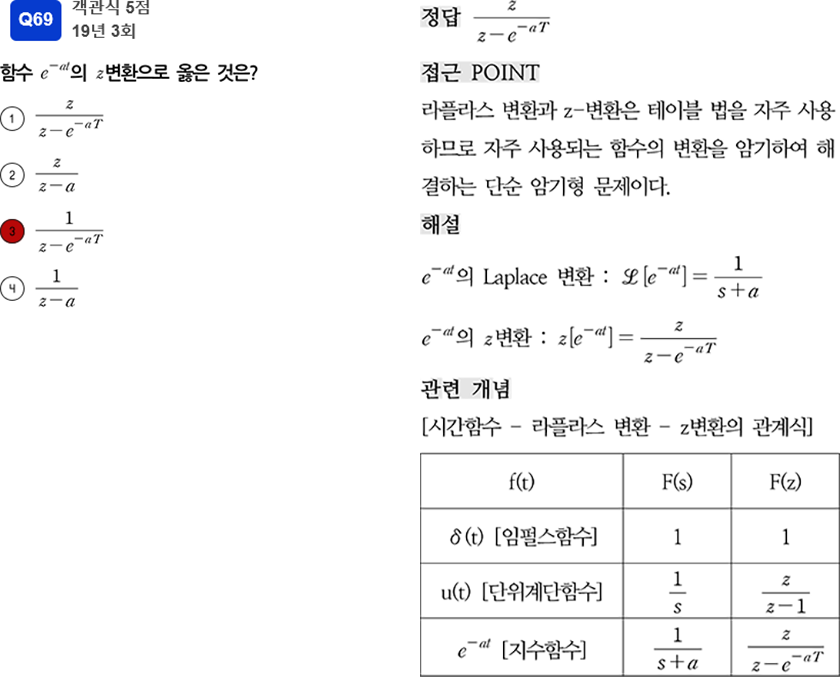 Q69
객관식 5점
19년 3회
함수 e^{-at}의 z변환으로 옳은 것은?
① \frac{z}{z-e^{-aT}}
② \frac{z}{z-a}
③ \frac{1}{z-e^{-aT}}
④ \frac{1}{z-a}
정답 \frac{z}{z-e^{-aT}}
접근 POINT
라플라스 변환과 z-변환은 테이블 법을 자주 사용
하므로 자주 사용되는 함수의 변환을 암기하여 해
결하는 단순 암기형 문제이다.
해설
e^{-at}의 Laplace 변환 : ℒ[e^{-at}] = \frac{1}{s+a}
e^{-at}의 z변환 : z[e^{-at}] = \frac{z}{z-e^{-aT}}
관련 개념
[시간함수 - 라플라스 변환 - z변환의 관계식]
f(t) F(s) F(z)
δ(t) [임펄스함수] 1 1
u(t) [단위계단함수] \frac{1}{s} \frac{z}{z-1}
e^{-at} [지수함수] \frac{1}{s+a} \frac{z}{z-e^{-aT}}